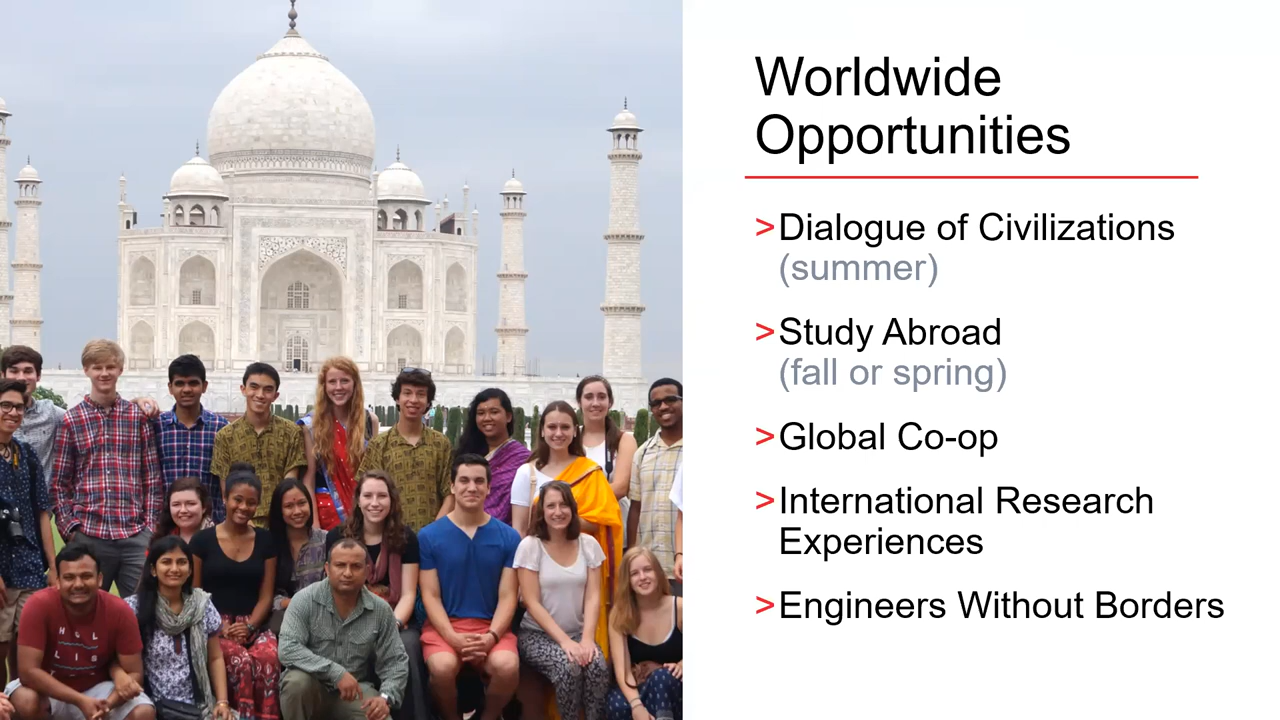 Worldwide
Opportunities
>Dialogue of Civilizations
(summer)
>Study Abroad
(fall or spring)
>Global Co-op
>International Research
Experiences
>Engineers Without Borders
H G L
L I S